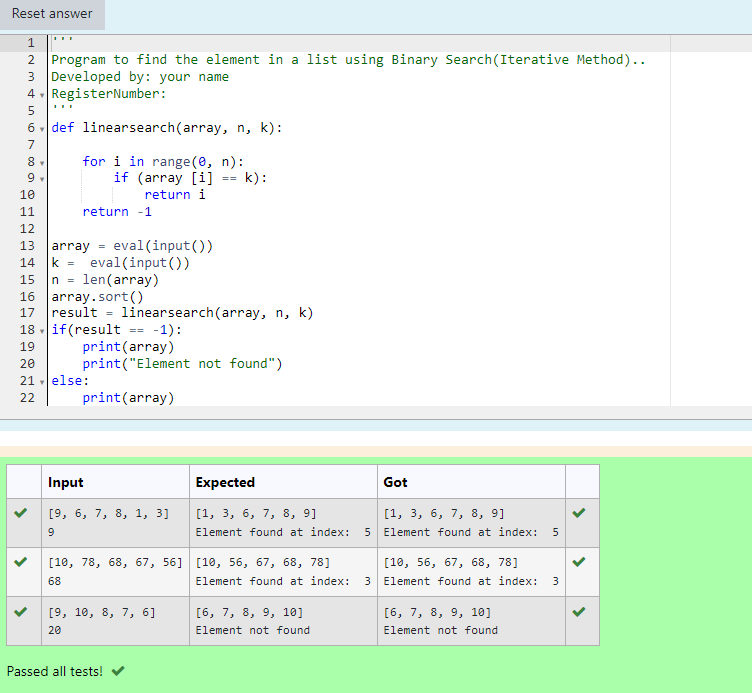 Reset answer
1 '''
2 Program to find the element in a list using Binary Search(Iterative Method)..
3 Developed by: your name
4 RegisterNumber:
5 '''
6 def linearsearch(array, n, k):
7
8     for i in range(0, n):
9         if (array [i] == k):
10             return i
11     return -1
12
13 array = eval(input())
14 k =  eval(input())
15 n = len(array)
16 array.sort()
17 result = linearsearch(array, n, k)
18 if(result == -1):
19     print(array)
20     print("Element not found")
21 else:
22     print(array)
Input Expected Got
[9, 6, 7, 8, 1, 3] [1, 3, 6, 7, 8, 9] [1, 3, 6, 7, 8, 9]
9 Element found at index:  5 Element found at index:  5
[10, 78, 68, 67, 56] [10, 56, 67, 68, 78] [10, 56, 67, 68, 78]
68 Element found at index:  3 Element found at index:  3
[9, 10, 8, 7, 6] [6, 7, 8, 9, 10] [6, 7, 8, 9, 10]
20 Element not found Element not found
Passed all tests!